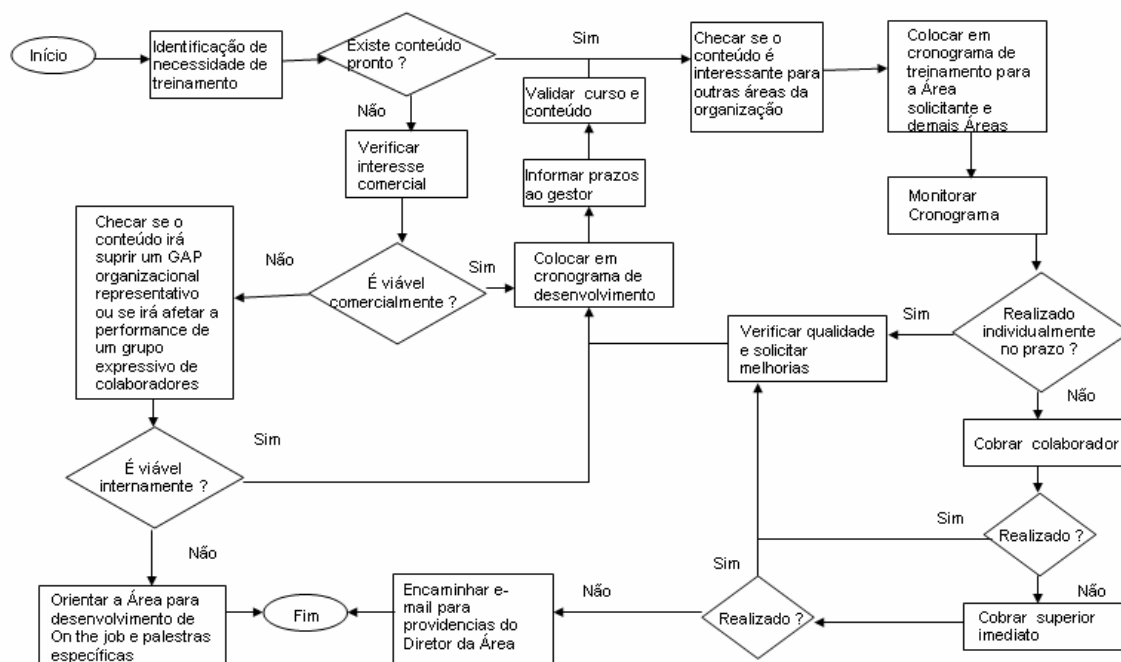 Início
Identificação de
necessidade de
treinamento
Existe conteúdo
pronto ?
Sim
Não
Checar se o
conteúdo é
interessante para
outras áreas da
organização
Colocar em
cronograma de
treinamento para
a Área
solicitante e
demais Áreas
Validar curso e
conteúdo
Verificar
interesse
comercial
Informar prazos
ao gestor
Monitorar
Cronograma
Checar se o
conteúdo irá
suprir um GAP
organizacional
representativo
ou se irá afetar a
performance de
um grupo
expressivo de
colaboradores
Não
É viável
comercialmente ?
Sim
Colocar em
cronograma de
desenvolvimento
Verificar qualidade
e solicitar
melhorias
Sim
Realizado
individualmente
no prazo ?
Não
Cobrar colaborador
É viável
internamente ?
Sim
Não
Sim
Realizado ?
Não
Cobrar superior
imediato
Sim
Realizado ?
Não
Encaminhar e-
mail para
providencias do
Diretor da Área
Fim
Orientar a Área para
desenvolvimento de
On the job e palestras
específicas